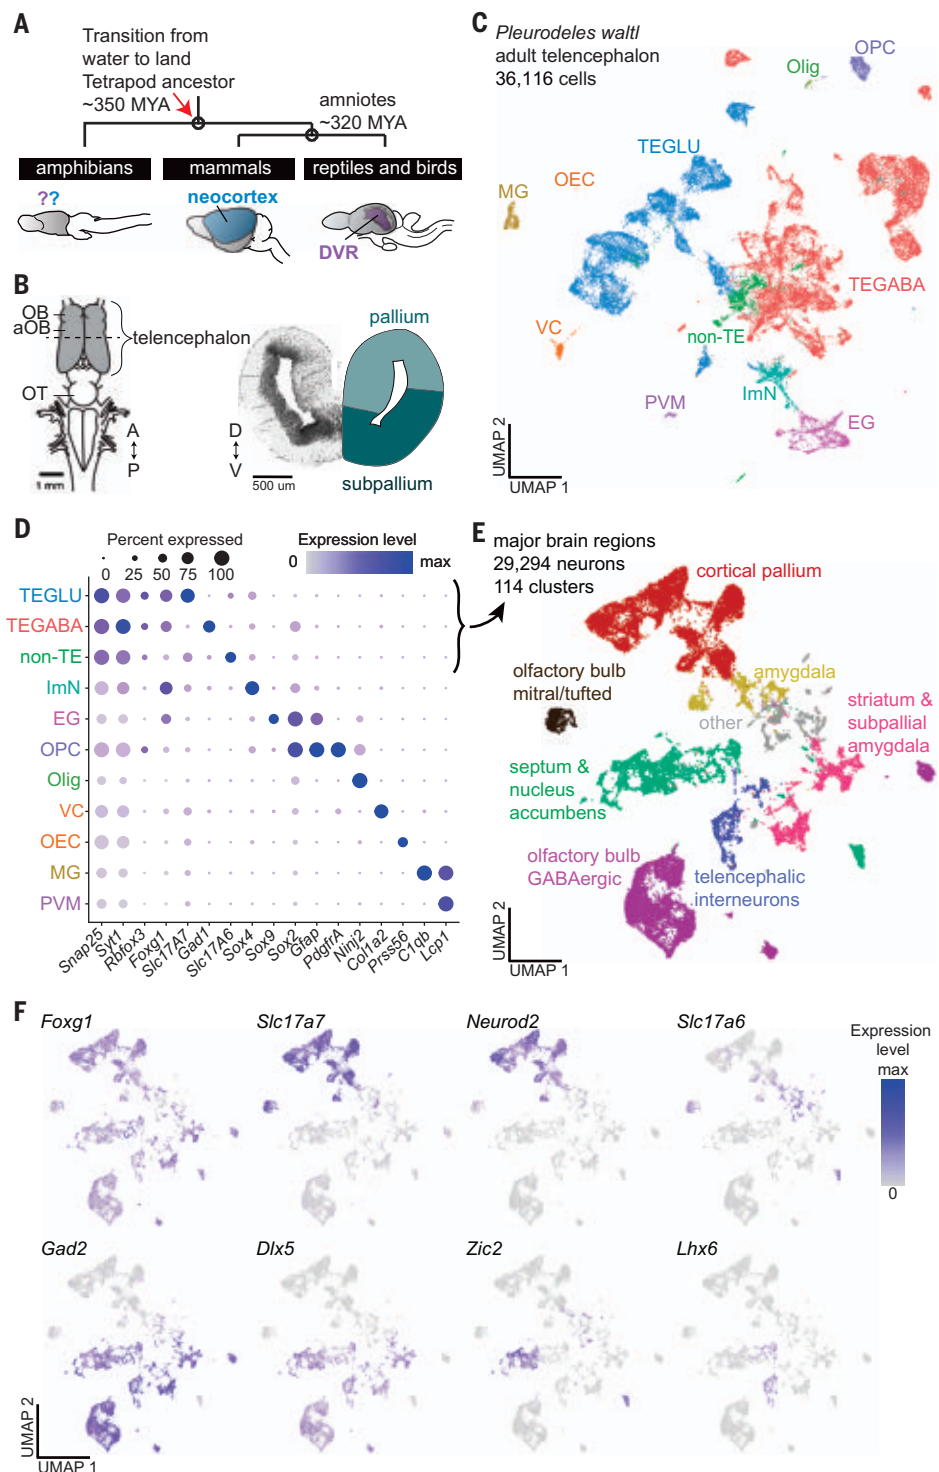 A
Transition from
water to land
Tetrapod ancestor
~350 MYA
amniotes
~320 MYA
amphibians
mammals
reptiles and birds
??
neocortex
DVR
B
OB
aOB
telencephalon
OT
A
P
1 mm
D
V
500 um
pallium
subpallium
C
Pleurodeles waltl
adult telencephalon
36,116 cells
OPC
Olig
TEGLU
OEC
MG
TEGABA
VC
non-TE
ImN
PVM
EG
UMAP 2
UMAP 1
D
Percent expressed
0 25 50 75 100
Expression level
0 max
TEGLU
TEGABA
non-TE
ImN
EG
OPC
Olig
VC
OEC
MG
PVM
Snap25
Syt1
Rbfox3
Foxg1
Slc17A7
Gad1
Slc17A6
Sox4
Sox9
Sox2
Gfap
PdgfrA
Ninj2
Col1a2
Prss56
C1qb
Lcp1
E
major brain regions
29,294 neurons
114 clusters
cortical pallium
olfactory bulb
mitral/tufted
amygdala
other
striatum &
subpallial
amygdala
septum &
nucleus
accumbens
olfactory bulb
GABAergic
telencephalic
interneurons
UMAP 2
UMAP 1
F
Foxg1
Slc17a7
Neurod2
Slc17a6
Expression
level
max
0
Gad2
Dlx5
Zic2
Lhx6
UMAP 2
UMAP 1